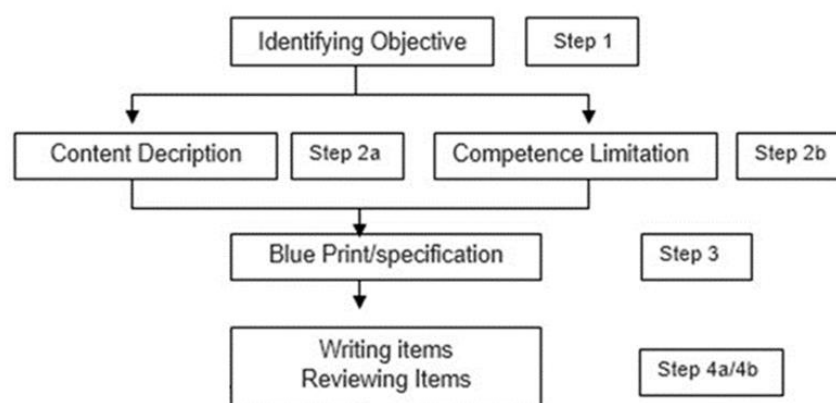 Identifying Objective
Step 1
Content Decription
Step 2a
Competence Limitation
Step 2b
Blue Print/specification
Step 3
Writing items
Reviewing Items
Step 4a/4b